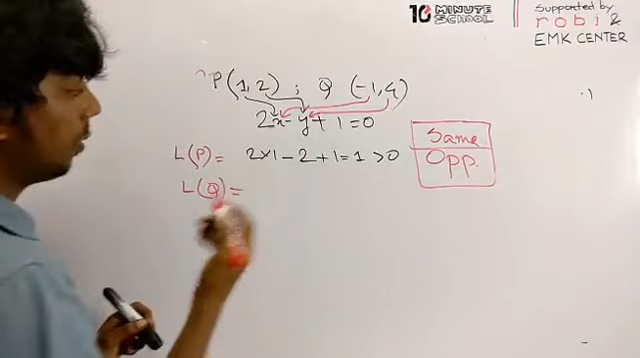 10 MINUTE SCHOOL
Supported by
robi &
EMK CENTER
P(1,2) ; Q (-1,4)
2x-y+1=0
L(P)= 2×1-2+1=1>0
L(Q)=
Same
Opp.